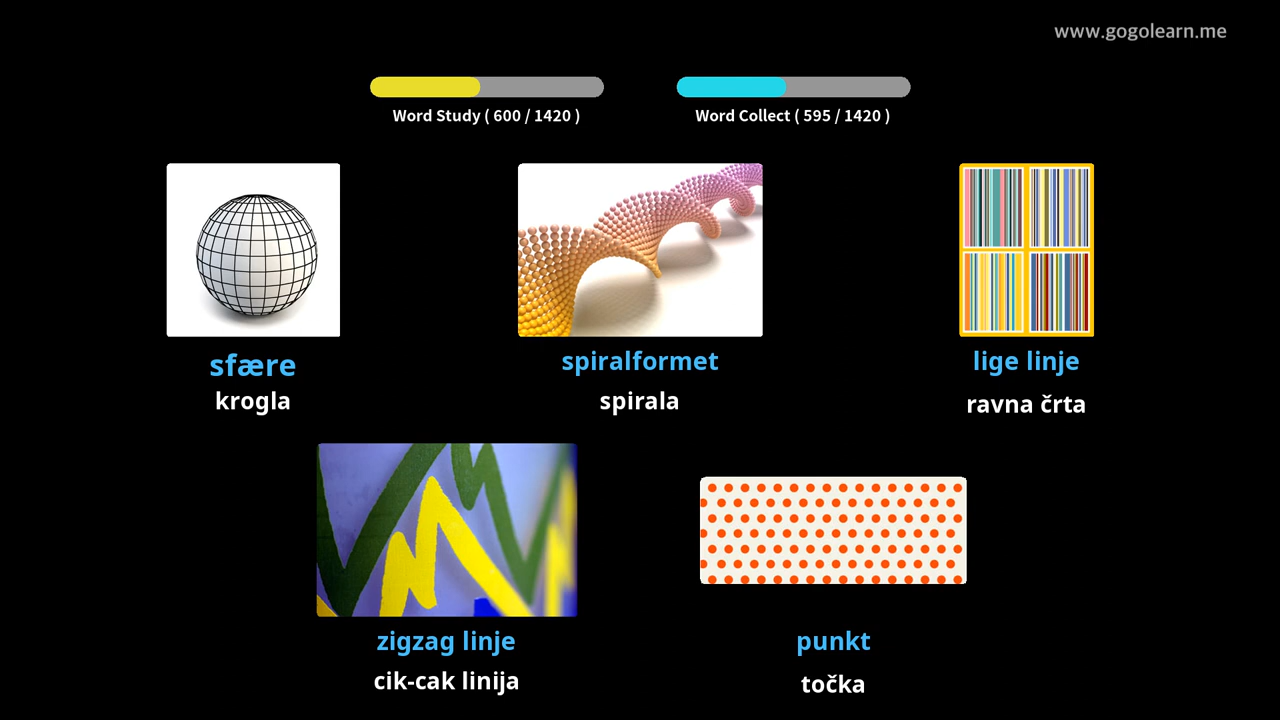 www.gogolearn.me
Word Study ( 600 / 1420 )
Word Collect ( 595 / 1420 )
sfære
krogla
spiralformet
spirala
lige linje
ravna črta
zigzag linje
cik-cak linija
punkt
točka